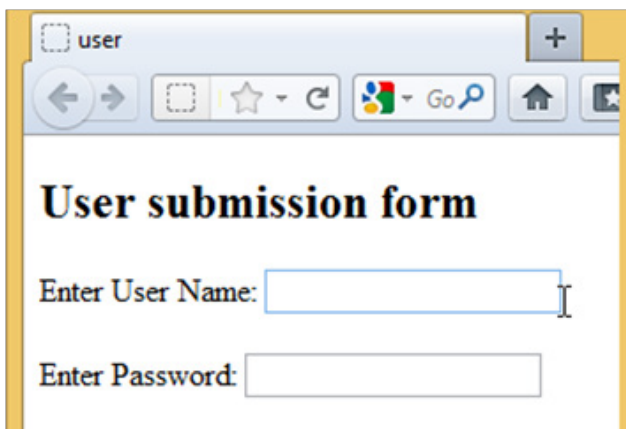 user
Go
User submission form
Enter User Name:
Enter Password: